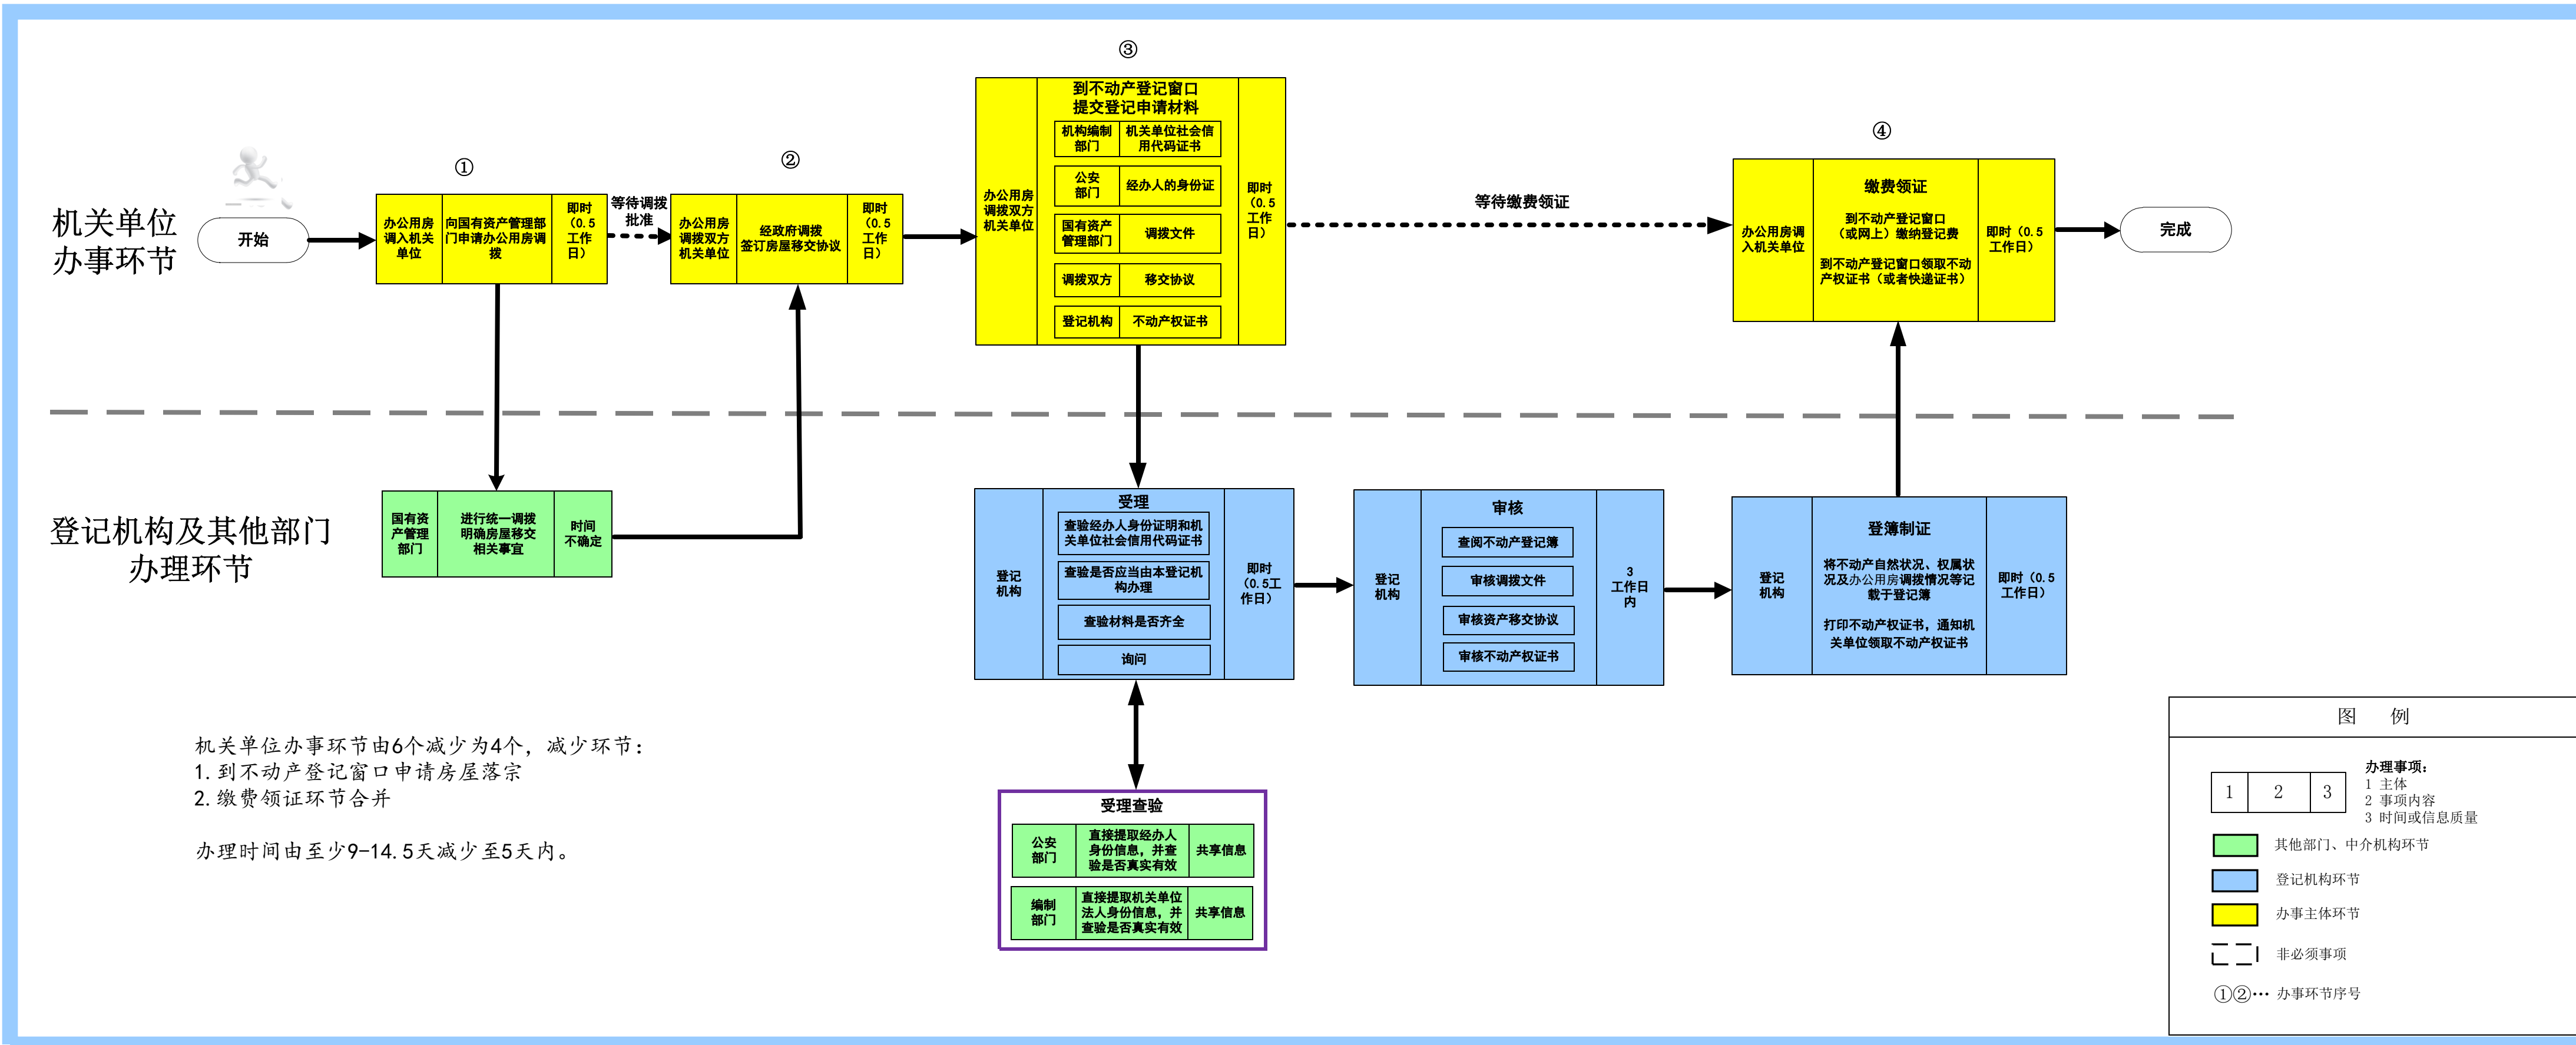 机关单位
办事环节
开始
①
办公用房
调入机关
单位
向国有资产管理部
门申请办公用房调
拨
即时
（0.5
工作
日）
等待调拨
批准
②
办公用房
调拨双方
机关单位
经政府调拨
签订房屋移交协议
即时
（0.5
工作
日）
③
办公用房
调拨双方
机关单位
到不动产登记窗口
提交登记申请材料
机构编制
部门
机关单位社会信
用代码证书
公安
部门
经办人的身份证
国有资产
管理部门
调拨文件
调拨双方
移交协议
登记机构
不动产权证书
即时
（0.5
工作
日）
等待缴费领证
④
办公用房调
入机关单位
缴费领证
到不动产登记窗口
（或网上）缴纳登记费
到不动产登记窗口领取不动
产权证书（或者快递证书）
即时（0.5
工作日）
完成
登记机构及其他部门
办理环节
国有资
产管理
部门
进行统一调拨
明确房屋移交
相关事宜
时间
不确定
登记
机构
受理
查验经办人身份证明和机
关单位社会信用代码证书
查验是否应当由本登记机
构办理
查验材料是否齐全
询问
即时
（0.5工
作日）
登记
机构
审核
查阅不动产登记簿
审核调拨文件
审核资产移交协议
审核不动产权证书
3
工作日
内
登记
机构
登簿制证
将不动产自然状况、权属状
况及办公用房调拨情况等记
载于登记簿
打印不动产权证书，通知机
关单位领取不动产权证书
即时（0.5
工作日）
受理查验
公安
部门
直接提取经办人
身份信息，并查
验是否真实有效
共享信息
编制
部门
直接提取机关单位
法人身份信息，并
查验是否真实有效
共享信息
机关单位办事环节由6个减少为4个，减少环节：
1.到不动产登记窗口申请房屋落宗
2.缴费领证环节合并
办理时间由至少9-14.5天减少至5天内。
图 例
1 2 3
办理事项：
1 主体
2 事项内容
3 时间或信息质量
其他部门、中介机构环节
登记机构环节
办事主体环节
非必须事项
①②… 办事环节序号